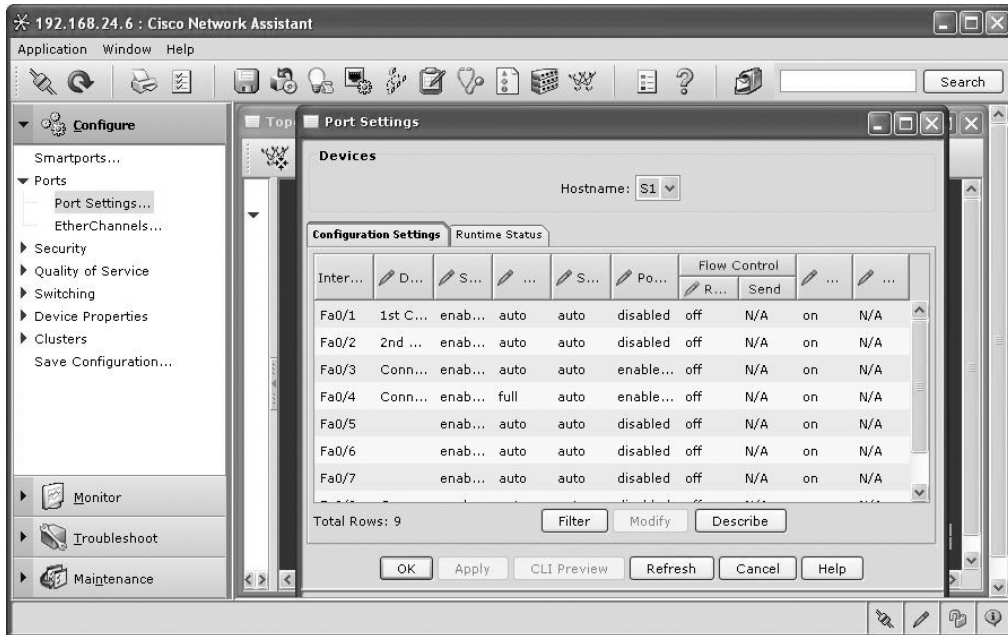 192.168.24.6 : Cisco Network Assistant
Application Window Help
Search
Configure
Smartports...
Ports
Port Settings...
EtherChannels...
Security
Quality of Service
Switching
Device Properties
Clusters
Save Configuration...
Monitor
Troubleshoot
Maintenance
Top
Port Settings
Devices
Hostname: S1
Configuration Settings Runtime Status
Flow Control
Inter... D... S... ... S... Po... R... Send ... ...
Fa0/1 1st C... enab... auto auto disabled off N/A on N/A
Fa0/2 2nd ... enab... auto auto disabled off N/A on N/A
Fa0/3 Conn... enab... auto auto enable... off N/A on N/A
Fa0/4 Conn... enab... full auto enable... off N/A on N/A
Fa0/5 enab... auto auto disabled off N/A on N/A
Fa0/6 enab... auto auto disabled off N/A on N/A
Fa0/7 enab... auto auto disabled off N/A on N/A
Total Rows: 9 Filter Modify Describe
OK Apply CLI Preview Refresh Cancel Help